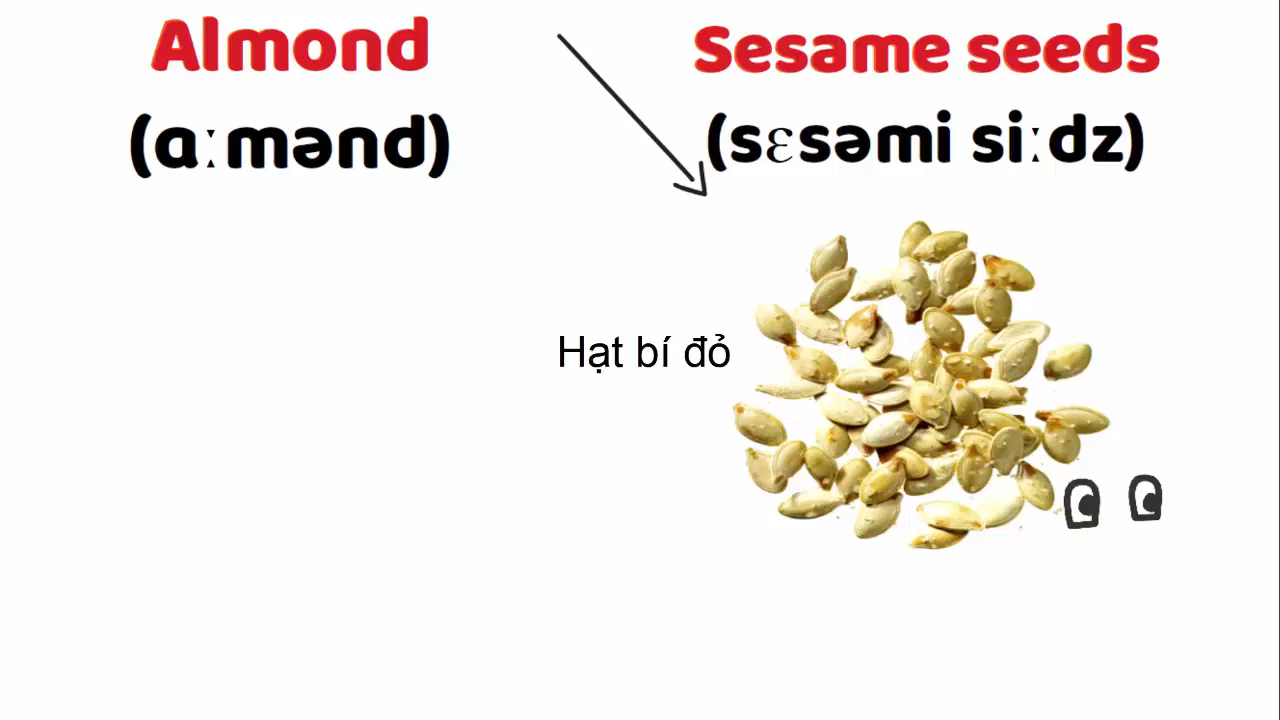 Almond
(ɑːmənd)
Sesame seeds
(sɛsəmi siːdz)
Hạt bí đỏ